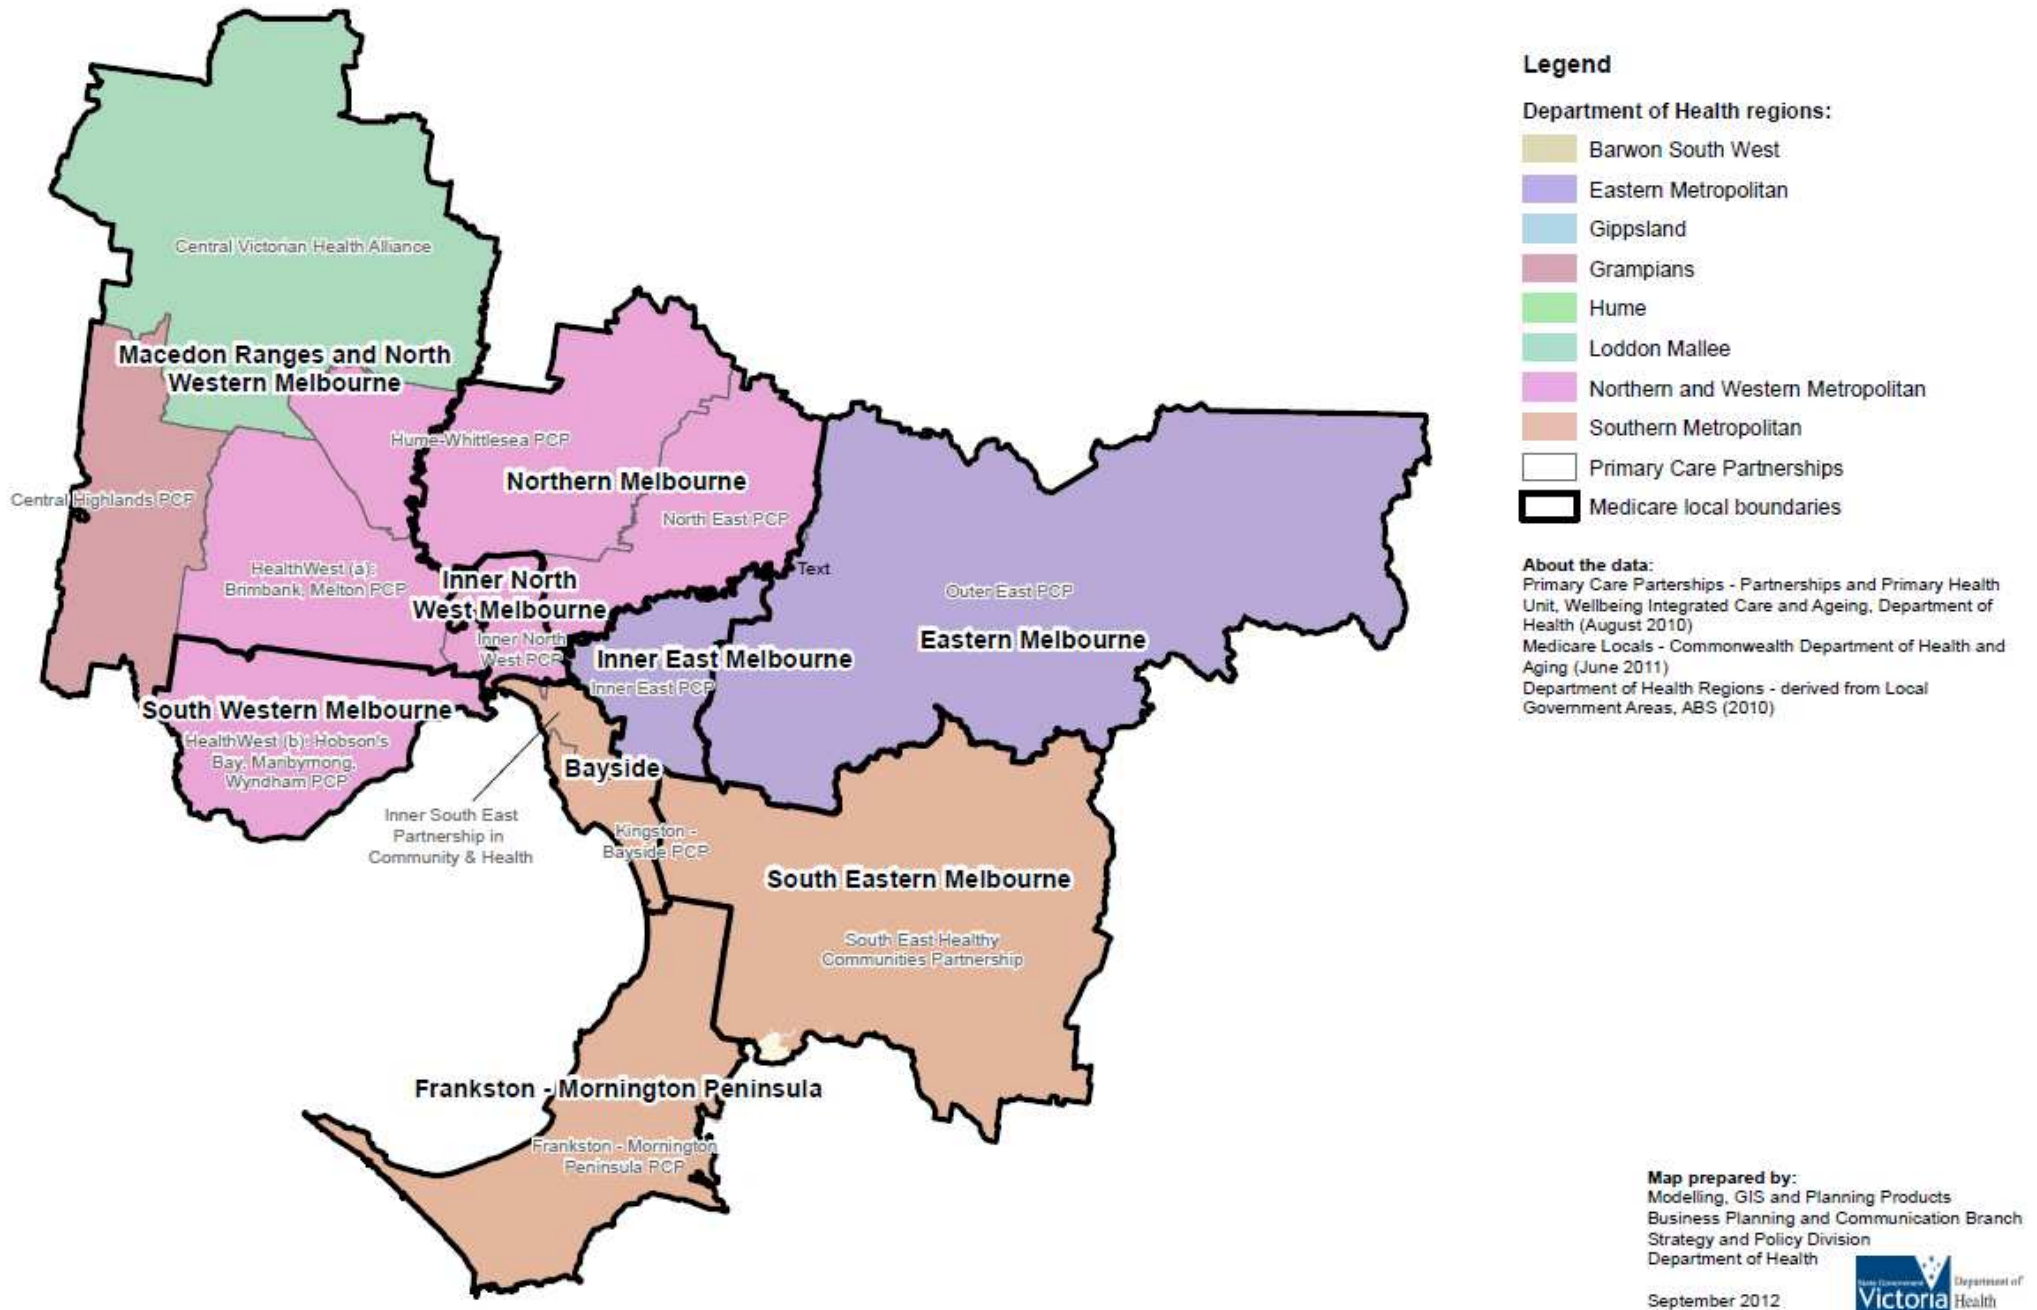 Central Victorian Health Alliance
Macedon Ranges and North
Western Melbourne
Hume-Whittlesea PCP
Northern Melbourne
Central Highlands PCP
North East PCP
HealthWest (a):
Brimbank, Melton PCP
Inner North
West Melbourne
Text
Outer East PCP
Inner North
West PCP
Eastern Melbourne
Inner East Melbourne
Inner East PCP
South Western Melbourne
HealthWest (b): Hobson's
Bay, Maribyrnong,
Wyndham PCP
Bayside
Inner South East
Partnership in
Community & Health
Kingston -
Bayside PCP
South Eastern Melbourne
South East Healthy
Communities Partnership
Frankston - Mornington Peninsula
Frankston - Mornington
Peninsula PCP
Legend
Department of Health regions:
Barwon South West
Eastern Metropolitan
Gippsland
Grampians
Hume
Loddon Mallee
Northern and Western Metropolitan
Southern Metropolitan
Primary Care Partnerships
Medicare local boundaries
About the data:
Primary Care Parterships - Partnerships and Primary Health
Unit, Wellbeing Integrated Care and Ageing, Department of
Health (August 2010)
Medicare Locals - Commonwealth Department of Health and
Aging (June 2011)
Department of Health Regions - derived from Local
Government Areas, ABS (2010)
Map prepared by:
Modelling, GIS and Planning Products
Business Planning and Communication Branch
Strategy and Policy Division
Department of Health
September 2012
State Government
Victoria
Department of
Health